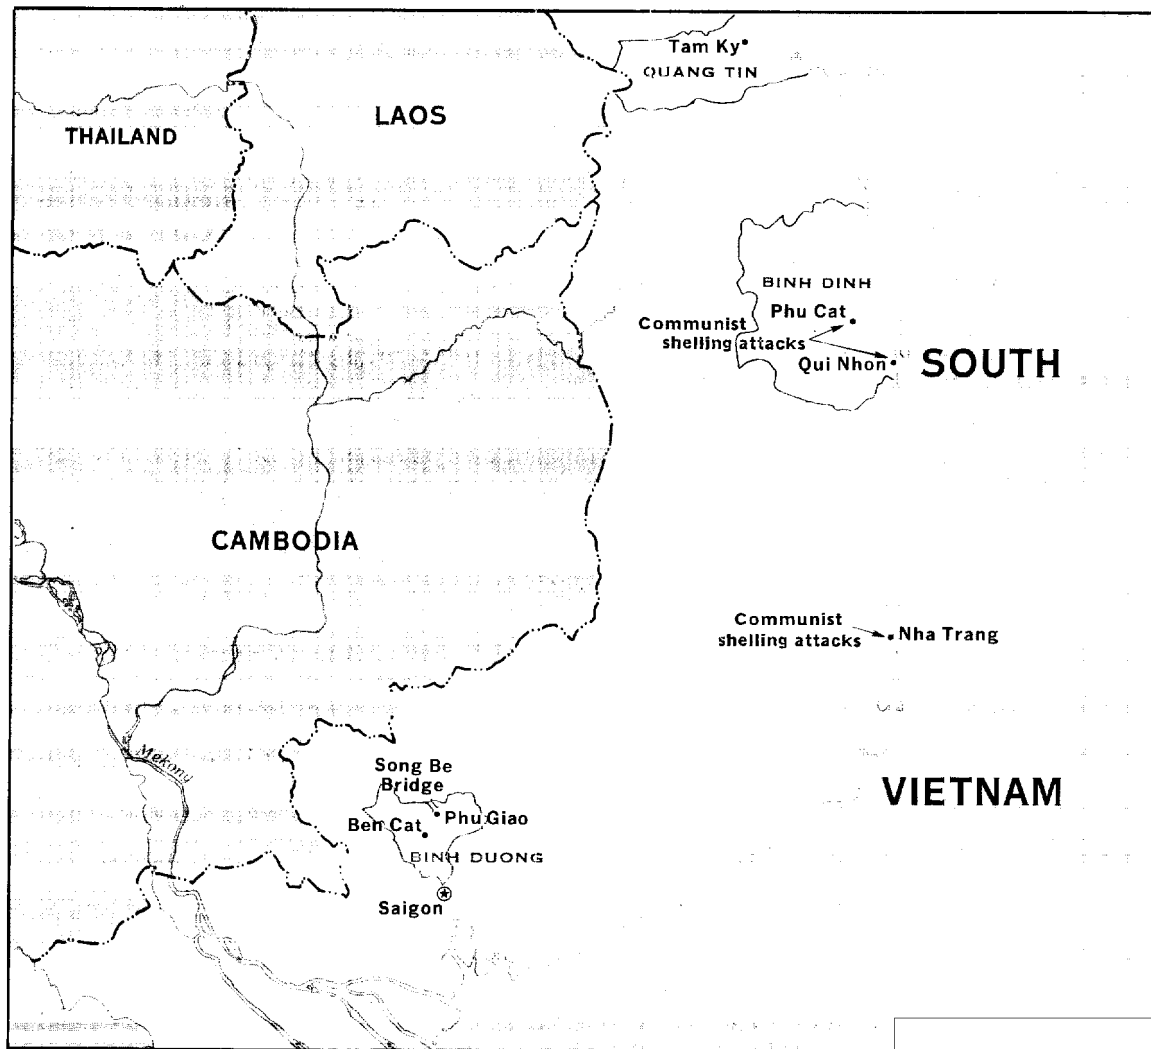 Tam Ky
QUANG TIN
LAOS
THAILAND
BINH DINH
Phu Cat
Communist
shelling attacks
Qui Nhon
SOUTH
CAMBODIA
Communist
shelling attacks
Nha Trang
Mekong
Song Be
Bridge
VIETNAM
Phu Giao
Ben Cat
BINH DUONG
Saigon